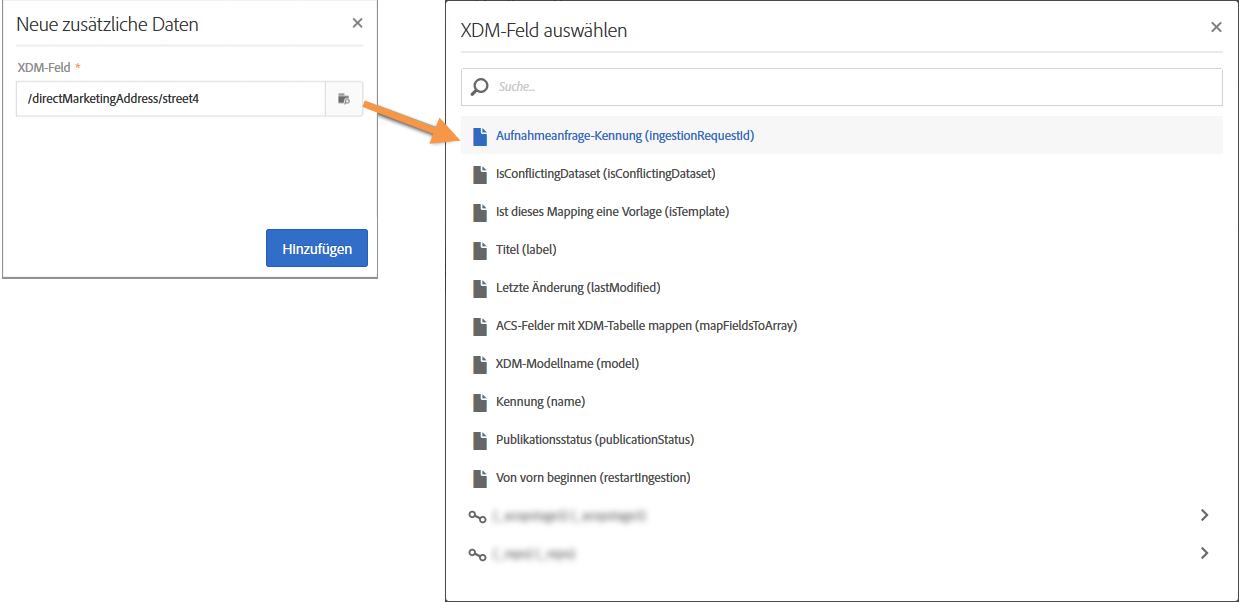 Neue zusätzliche Daten
XDM-Feld *
/directMarketingAddress/street4
Hinzufügen
XDM-Feld auswählen
Suche...
Aufnahmeanfrage-Kennung (ingestionRequestId)
IsConflictingDataset (isConflictingDataset)
Ist dieses Mapping eine Vorlage (isTemplate)
Titel (label)
Letzte Änderung (lastModified)
ACS-Felder mit XDM-Tabelle mappen (mapFieldsToArray)
XDM-Modellname (model)
Kennung (name)
Publikationsstatus (publicationStatus)
Von vorn beginnen (restartIngestion)